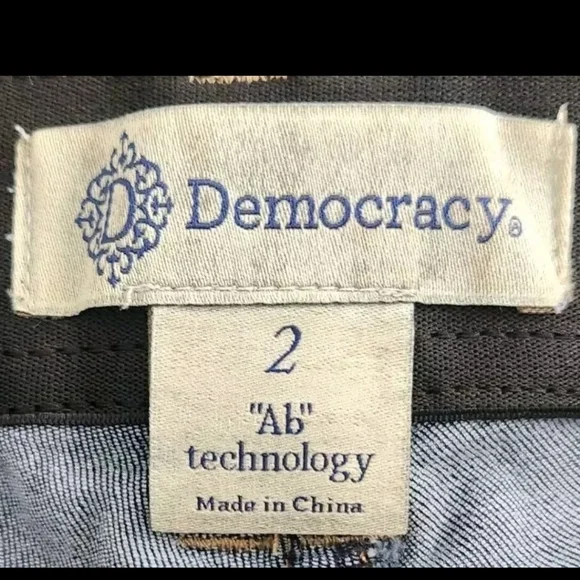 D Democracy®
2
"Ab"
technology
Made in China